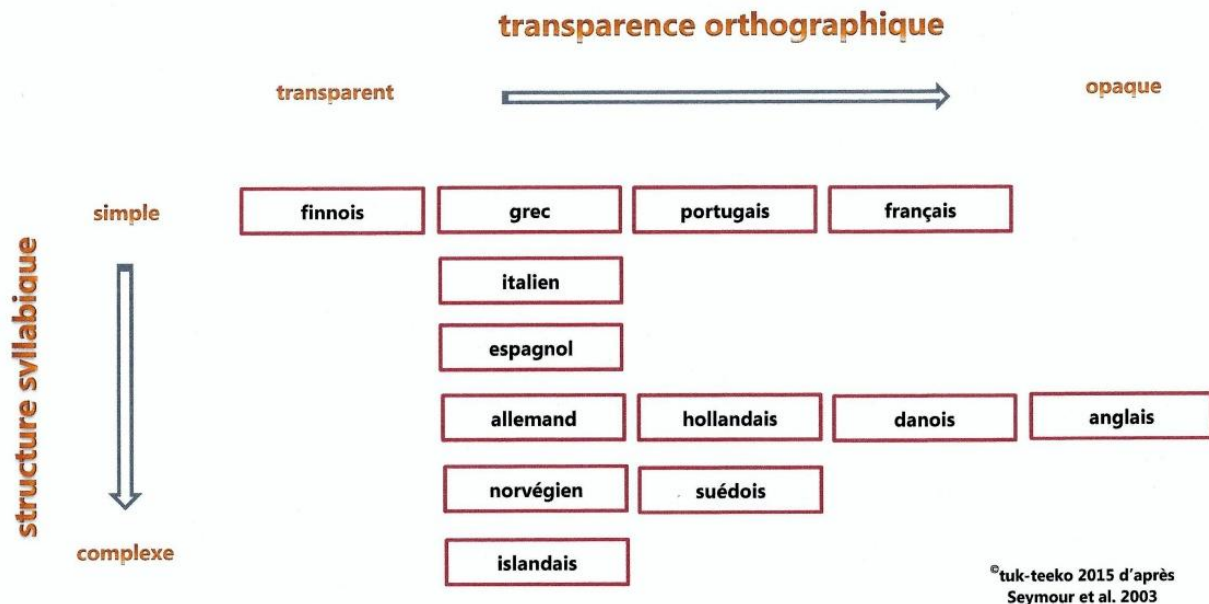 transparence orthographique
transparent
opaque
structure syllabique
simple
finnois
grec
portugais
français
italien
espagnol
allemand
hollandais
danois
anglais
norvégien
suédois
complexe
islandais
©tuk-teeko 2015 d'après
Seymour et al. 2003